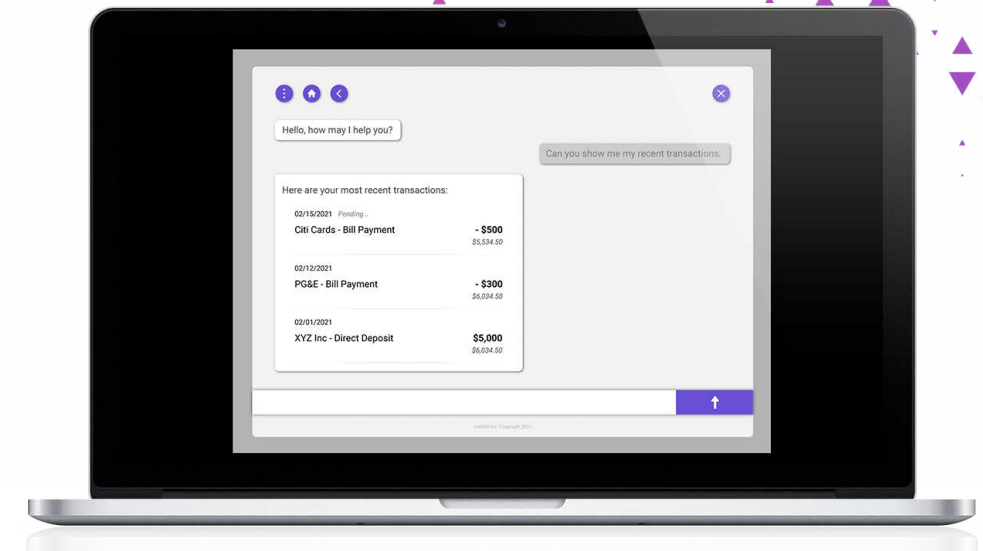 Hello, how may I help you?
Can you show me my recent transactions.
Here are your most recent transactions:
02/15/2021 Pending...
Citi Cards - Bill Payment - $500
$5,534.50
02/12/2021
PG&E - Bill Payment - $300
$6,034.50
02/01/2021
XYZ Inc - Direct Deposit $5,000
$6,034.50
Copyright 2021